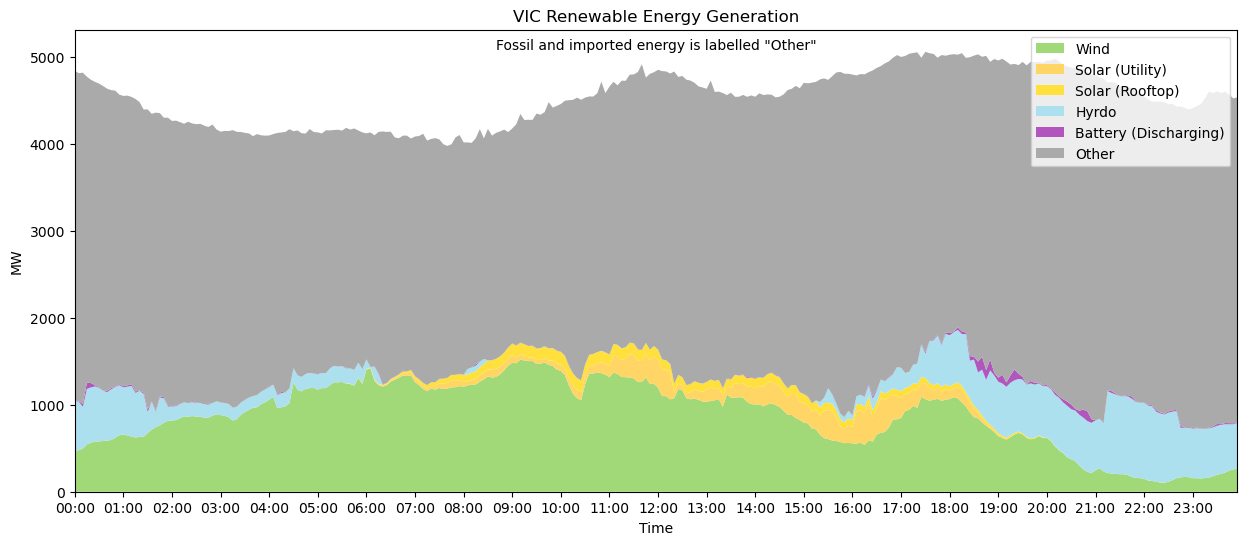 VIC Renewable Energy Generation
Fossil and imported energy is labelled "Other"
Wind
Solar (Utility)
Solar (Rooftop)
Hyrdo
Battery (Discharging)
Other
MW
5000
4000
3000
2000
1000
0
00:00 01:00 02:00 03:00 04:00 05:00 06:00 07:00 08:00 09:00 10:00 11:00 12:00 13:00 14:00 15:00 16:00 17:00 18:00 19:00 20:00 21:00 22:00 23:00
Time